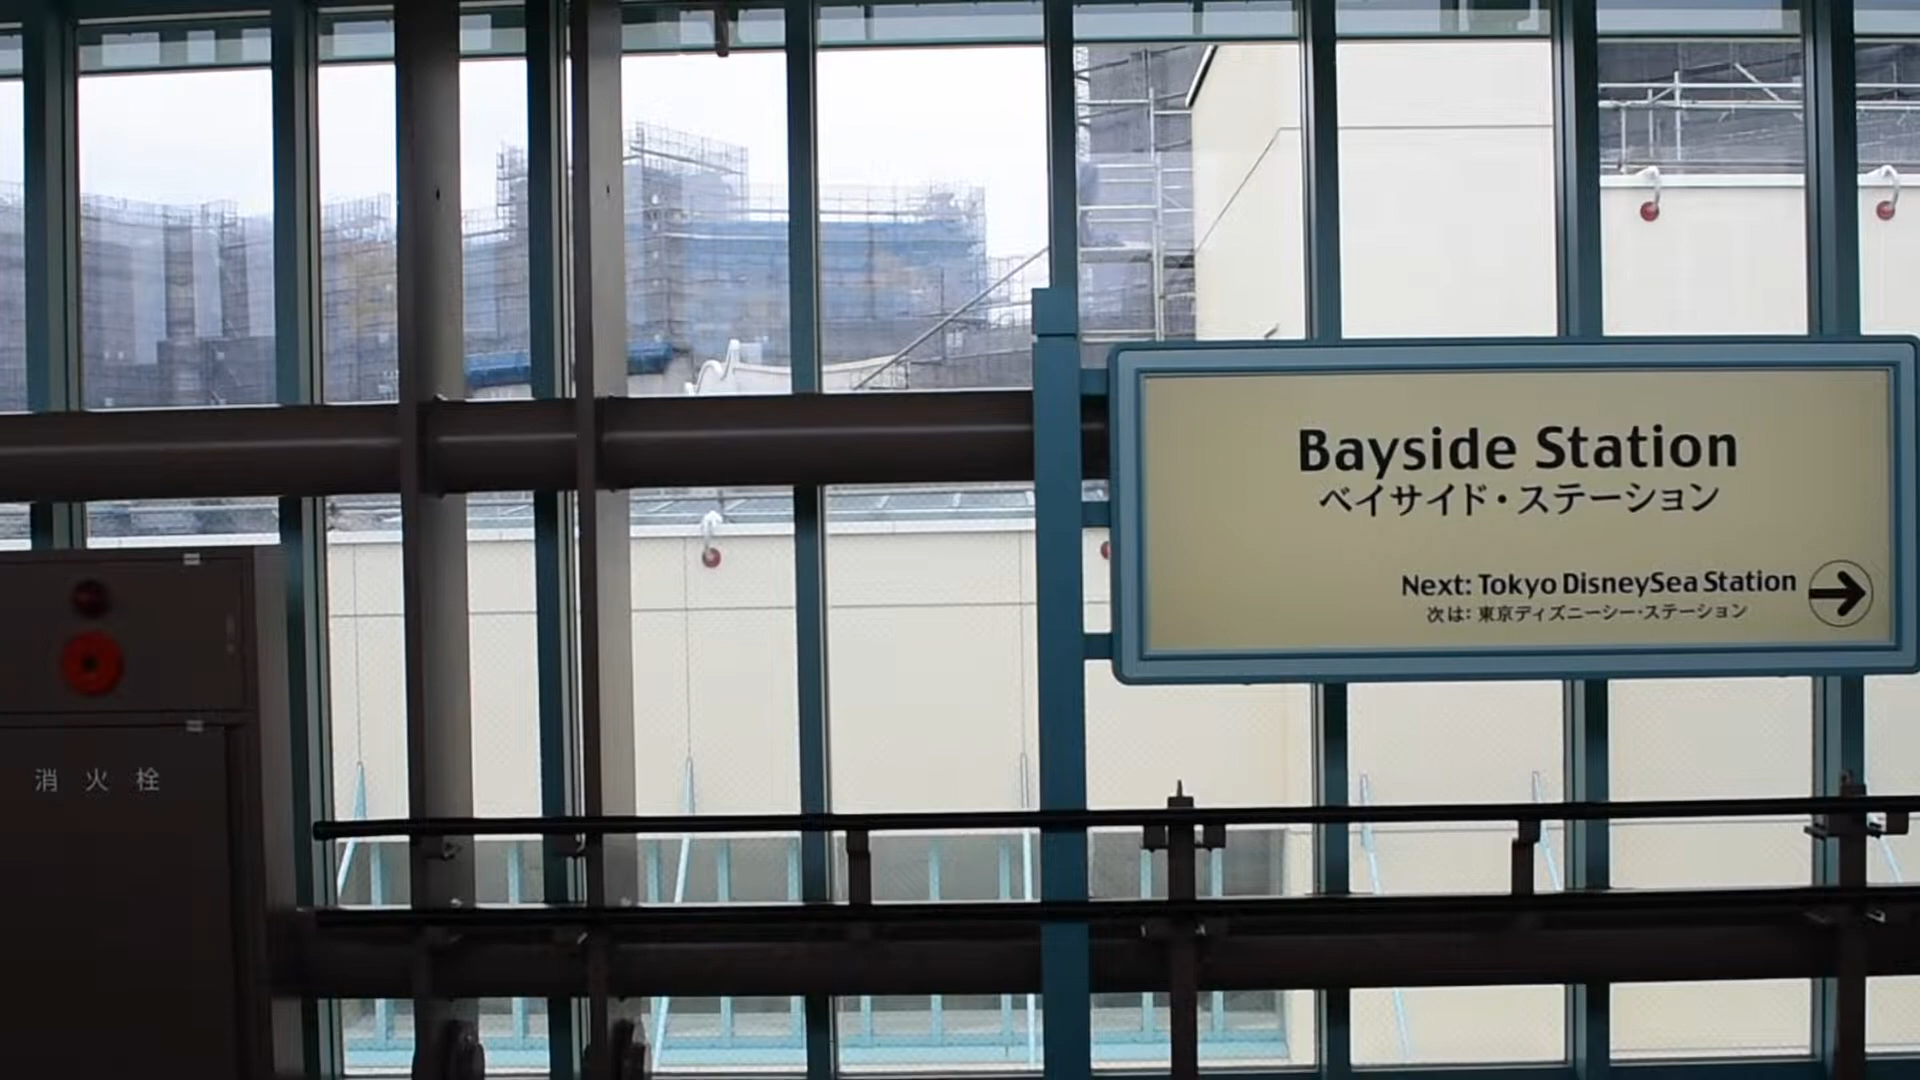 Bayside Station
ベイサイド・ステーション
Next: Tokyo DisneySea Station
次は: 東京ディズニーシー・ステーション
消 火 栓